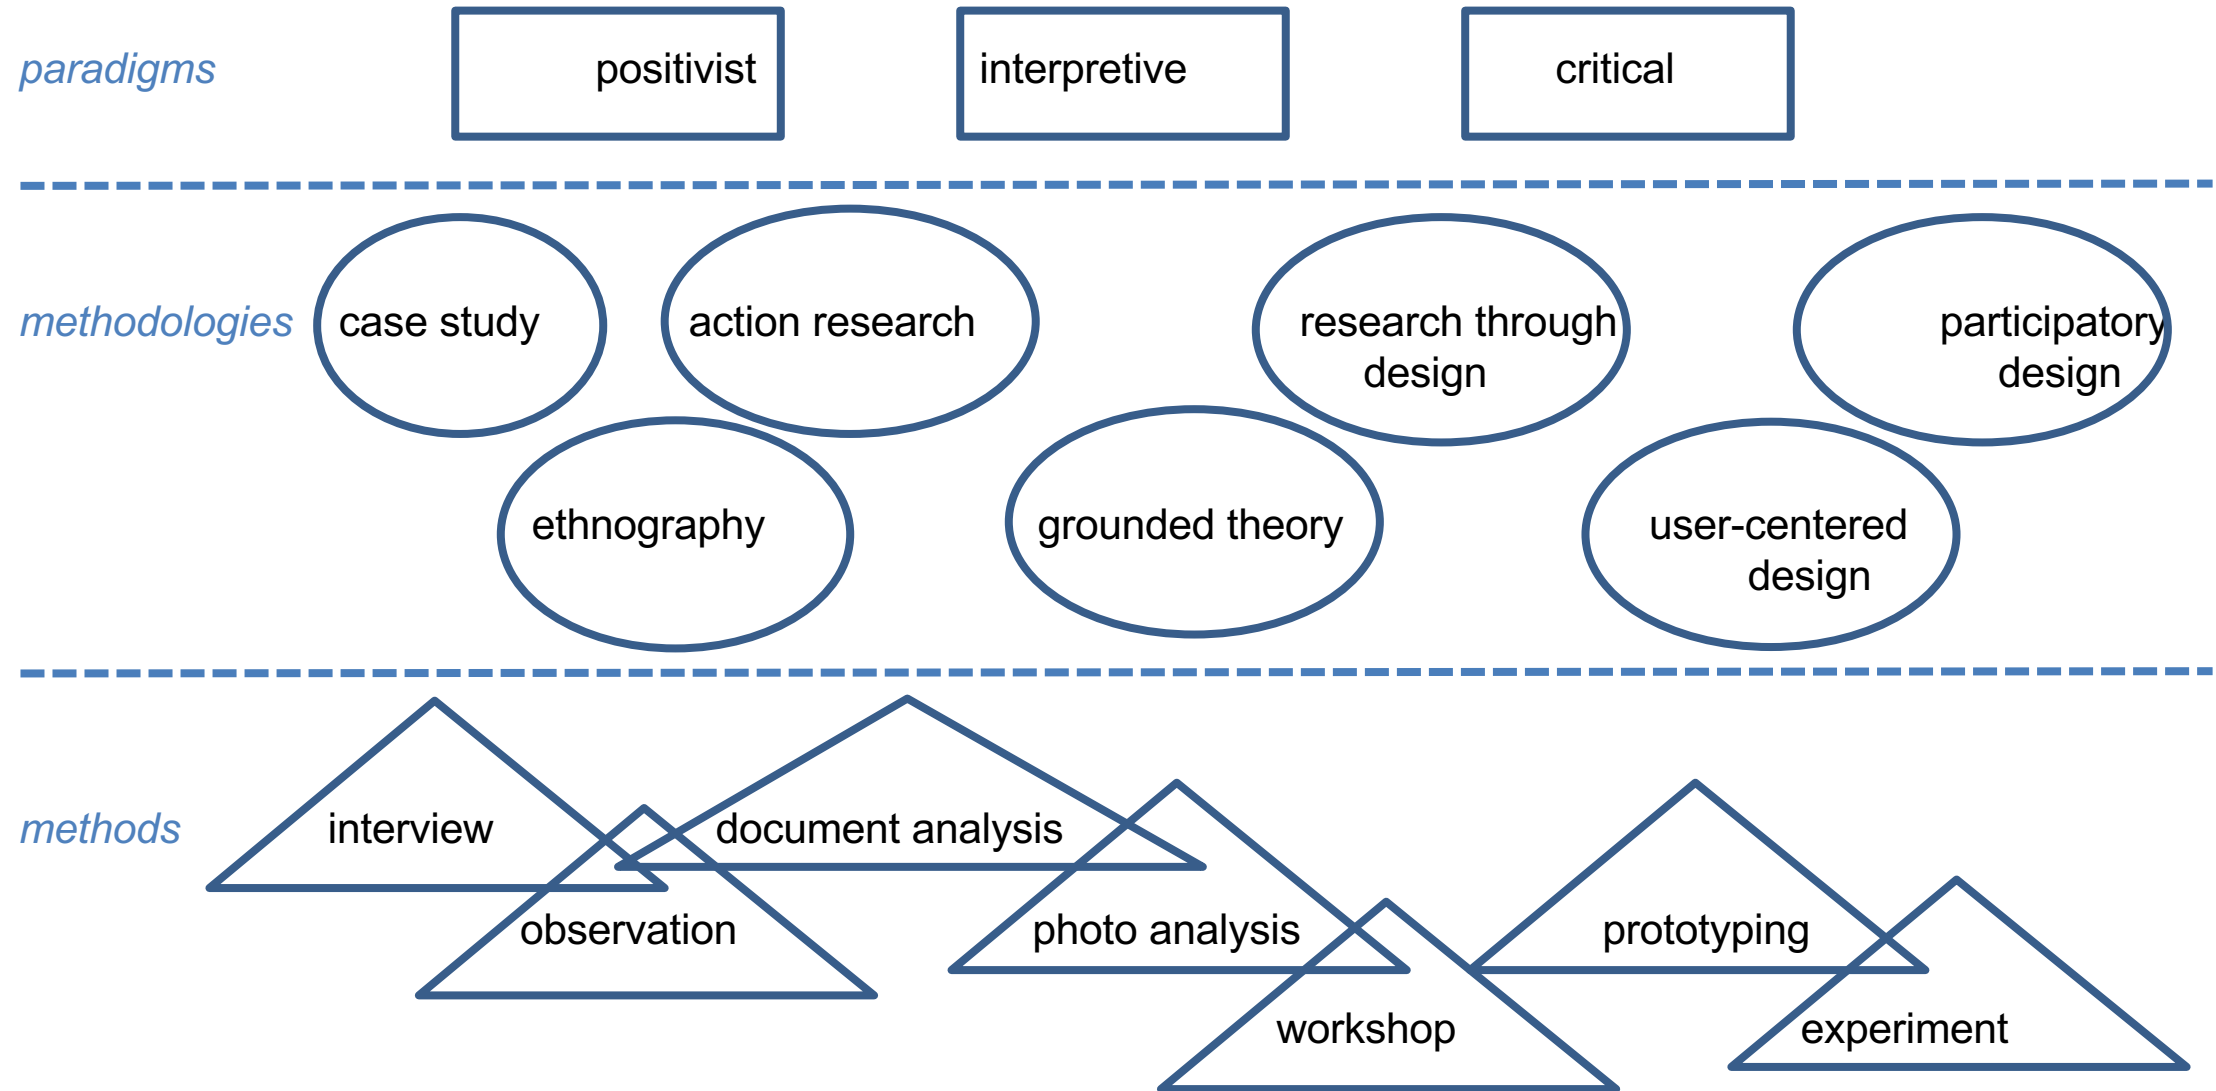 paradigms
positivist
interpretive
critical
methodologies
case study
action research
research through
design
participatory
design
ethnography
grounded theory
user-centered
design
methods
interview
document analysis
observation
photo analysis
prototyping
workshop
experiment